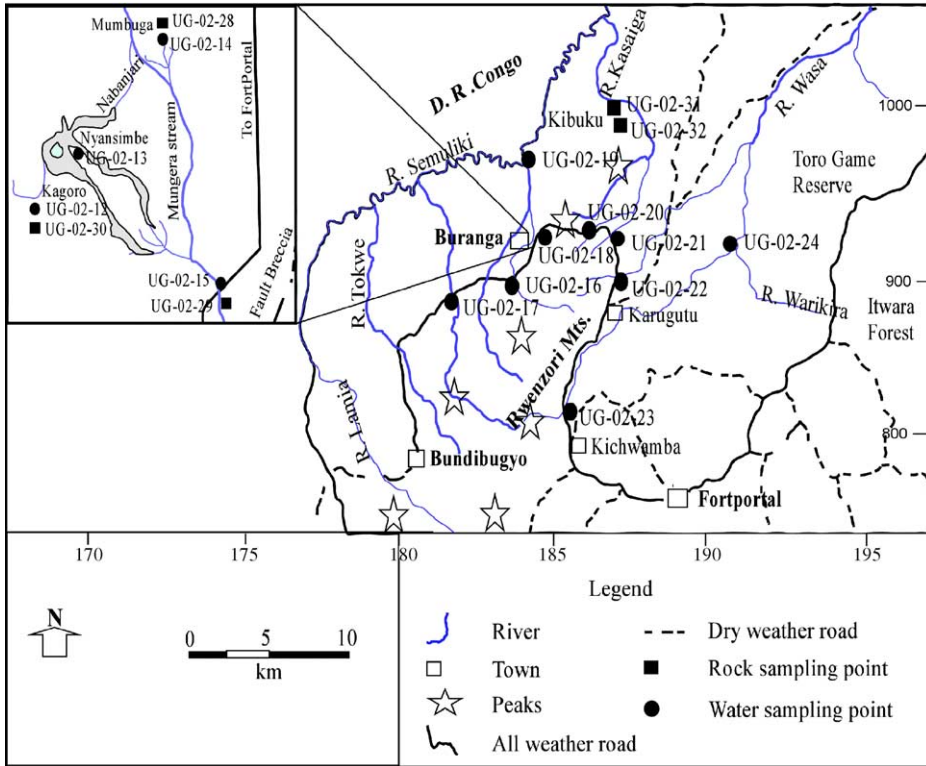 Mumbuga
UG-02-28
UG-02-14
Nabanjari
Nyansimbe
UG-02-13
Kagoro
UG-02-12
UG-02-30
Mungera stream
To FortPortal
UG-02-15
UG-02-29
Fault Breccia
D. R .Congo
R.Kasaiga
R. Wasa
1000
UG-02-31
Kibuku
UG-02-32
R. Semuliki
UG-02-19
Toro Game
Reserve
UG-02-20
Buranga
UG-02-18
UG-02-21
UG-02-24
R. Tokwe
UG-02-16
UG-02-22
900
UG-02-17
R. Warikira
Itwara
Forest
Karugutu
Rwenzori Mts.
R. Lamia
UG-02-23
800
Kichwamba
Bundibugyo
Fortportal
170
175
180
185
190
195
Legend
N
0 5 10
km
River
Town
Peaks
All weather road
Dry weather road
Rock sampling point
Water sampling point